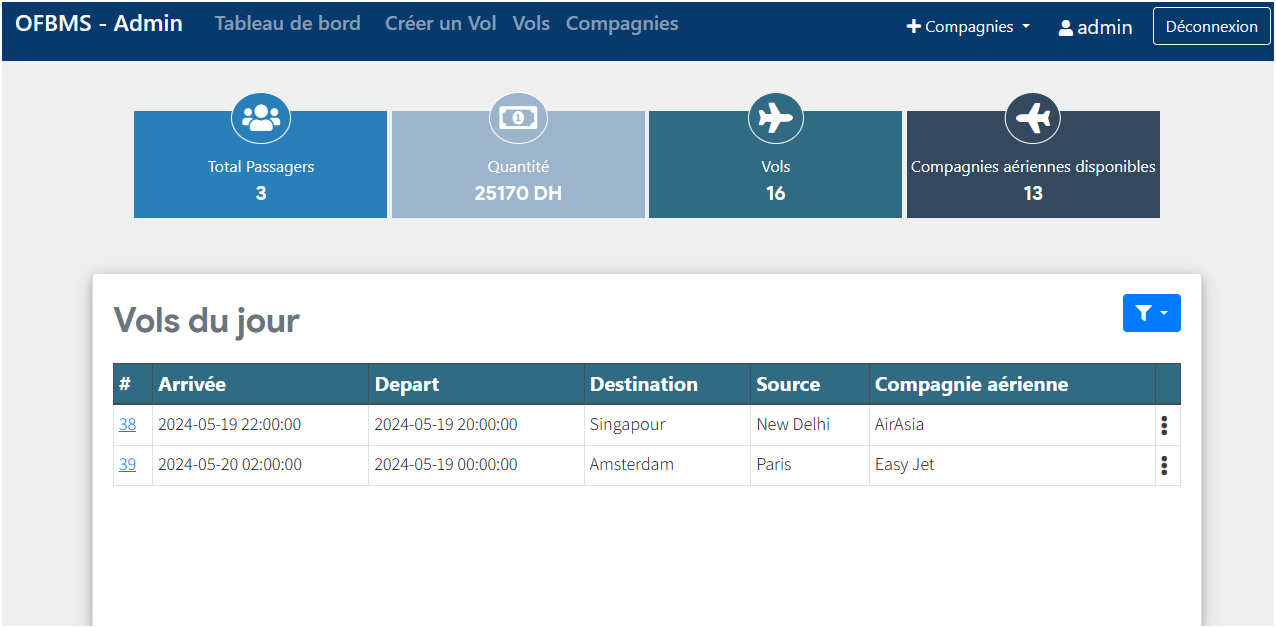 OFBMS - Admin Tableau de bord Créer un Vol Vols Compagnies Compagnies admin Déconnexion
Total Passagers
3
Quantité
25170 DH
Vols
16
Compagnies aériennes disponibles
13
Vols du jour
# Arrivée Depart Destination Source Compagnie aérienne
38 2024-05-19 22:00:00 2024-05-19 20:00:00 Singapour New Delhi AirAsia
39 2024-05-20 02:00:00 2024-05-19 00:00:00 Amsterdam Paris Easy Jet